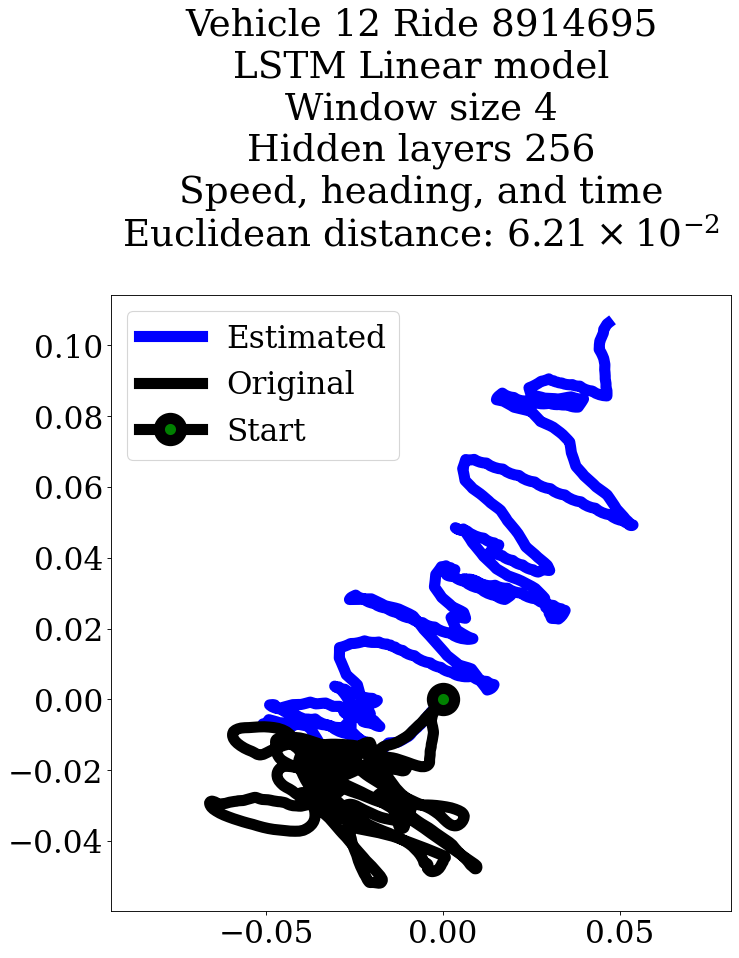 Vehicle 12 Ride 8914695
LSTM Linear model
Window size 4
Hidden layers 256
Speed, heading, and time
Euclidean distance: 6.21 × 10⁻²
Estimated
Original
Start
0.10
0.08
0.06
0.04
0.02
0.00
−0.02
−0.04
−0.05 0.00 0.05